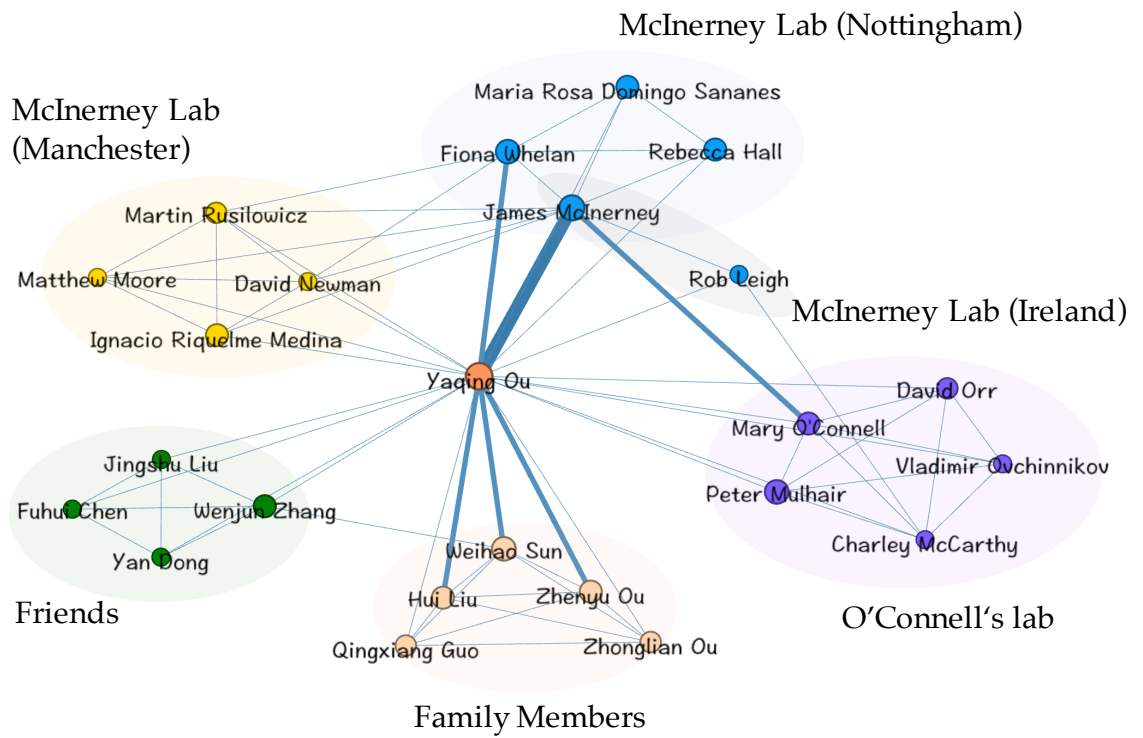 McInerney Lab (Nottingham)
Maria Rosa Domingo Sananes
McInerney Lab
(Manchester)
Fiona Whelan
Rebecca Hall
Martin Rusilowicz
James McInerney
Matthew Moore
David Newman
Rob Leigh
McInerney Lab (Ireland)
Ignacio Riquelme Medina
Yaqing Ou
David Orr
Mary O'Connell
Jingshu Liu
Vladimir Ovchinnikov
Peter Mulhair
Fuhui Chen
Wenjun Zhang
Charley McCarthy
Weihao Sun
Yan Dong
Hui Liu
Zhenyu Ou
Friends
O’Connell‘s lab
Qingxiang Guo
Zhonglian Ou
Family Members